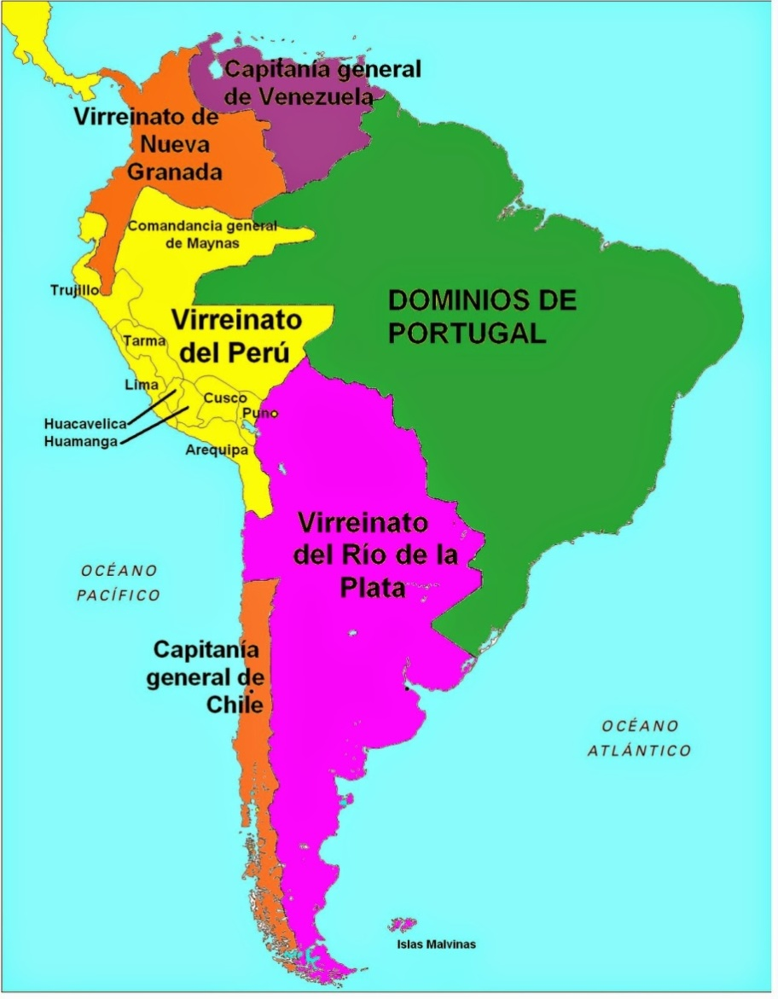 Capitanía general
de Venezuela
Virreinato de
Nueva
Granada
Comandancia general
de Maynas
Trujillo
Virreinato
del Perú
DOMINIOS DE
PORTUGAL
Tarma
Lima
Cusco
Puno
Huacavelica
Huamanga
Arequipa
Virreinato
del Río de la
Plata
OCÉANO
PACÍFICO
Capitanía
general de
Chile
OCÉANO
ATLÁNTICO
Islas Malvinas